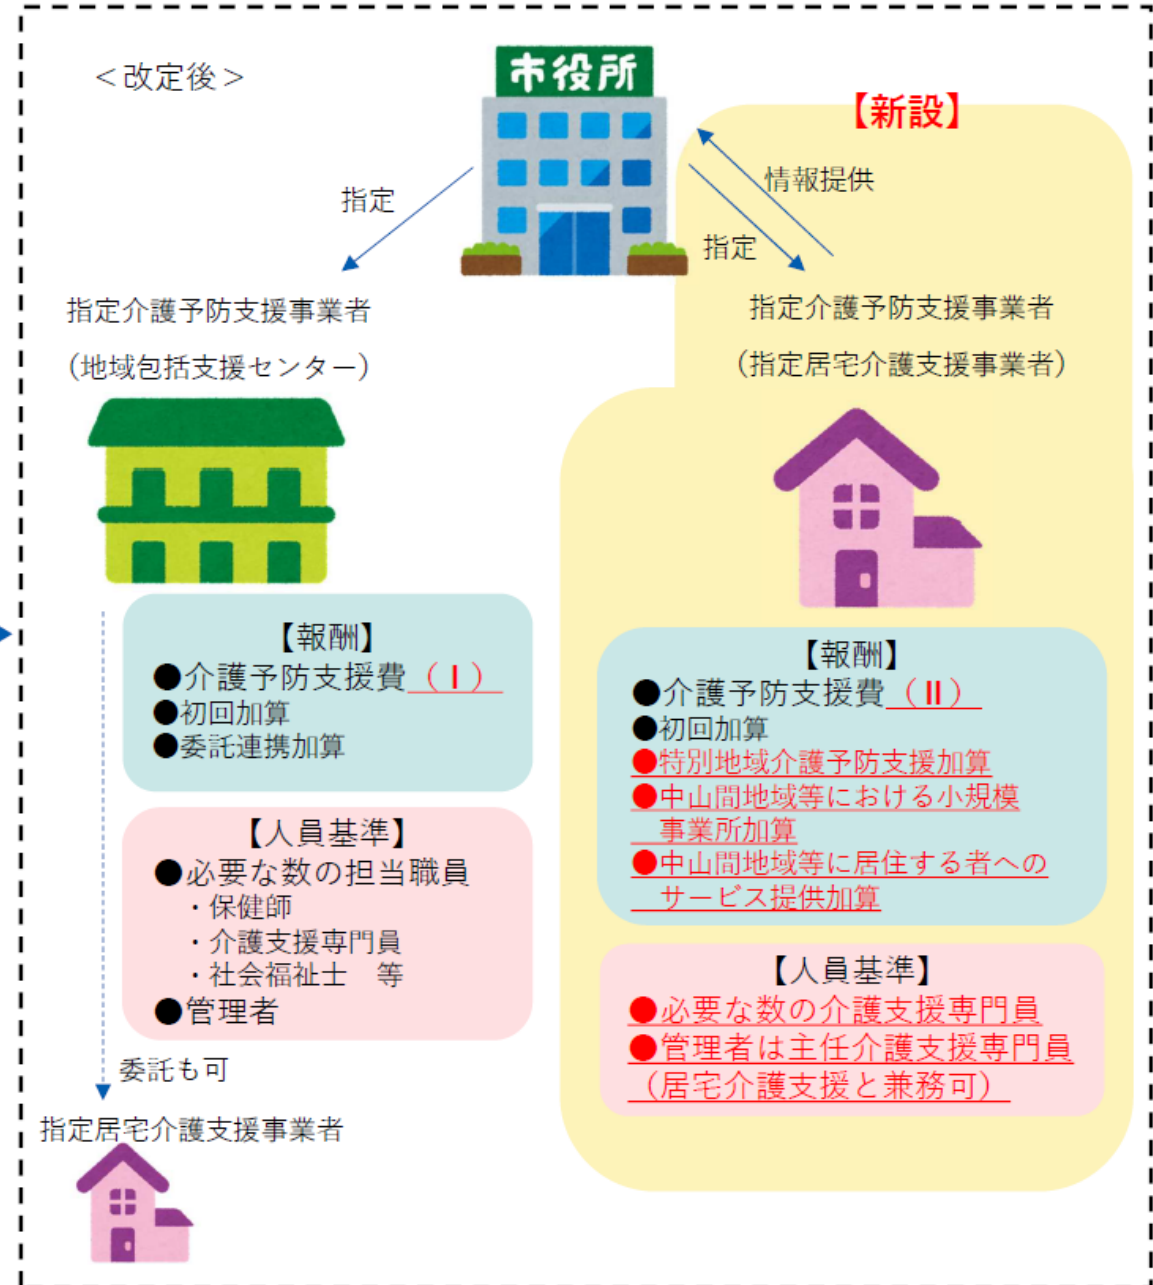 ＜改定後＞
市役所
【新設】
指定
情報提供
指定
指定介護予防支援事業者
（地域包括支援センター）
【報酬】
●介護予防支援費（Ⅰ）
●初回加算
●委託連携加算
【人員基準】
●必要な数の担当職員
・保健師
・介護支援専門員
・社会福祉士　等
●管理者
委託も可
指定居宅介護支援事業者
指定介護予防支援事業者
（指定居宅介護支援事業者）
【報酬】
●介護予防支援費（Ⅱ）
●初回加算
●特別地域介護予防支援加算
●中山間地域等における小規模
事業所加算
●中山間地域等に居住する者への
サービス提供加算
【人員基準】
●必要な数の介護支援専門員
●管理者は主任介護支援専門員
（居宅介護支援と兼務可）